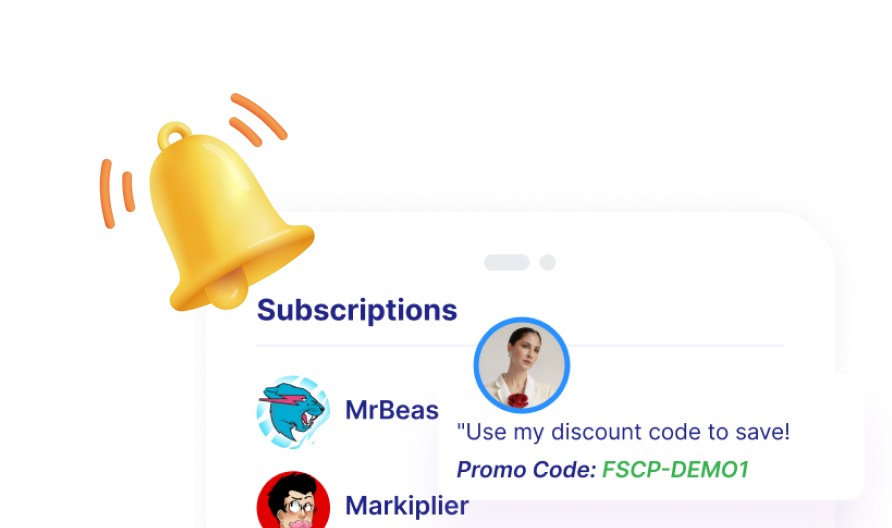 Subscriptions
MrBeas
"Use my discount code to save!
Promo Code: FSCP-DEMO1
Markiplier